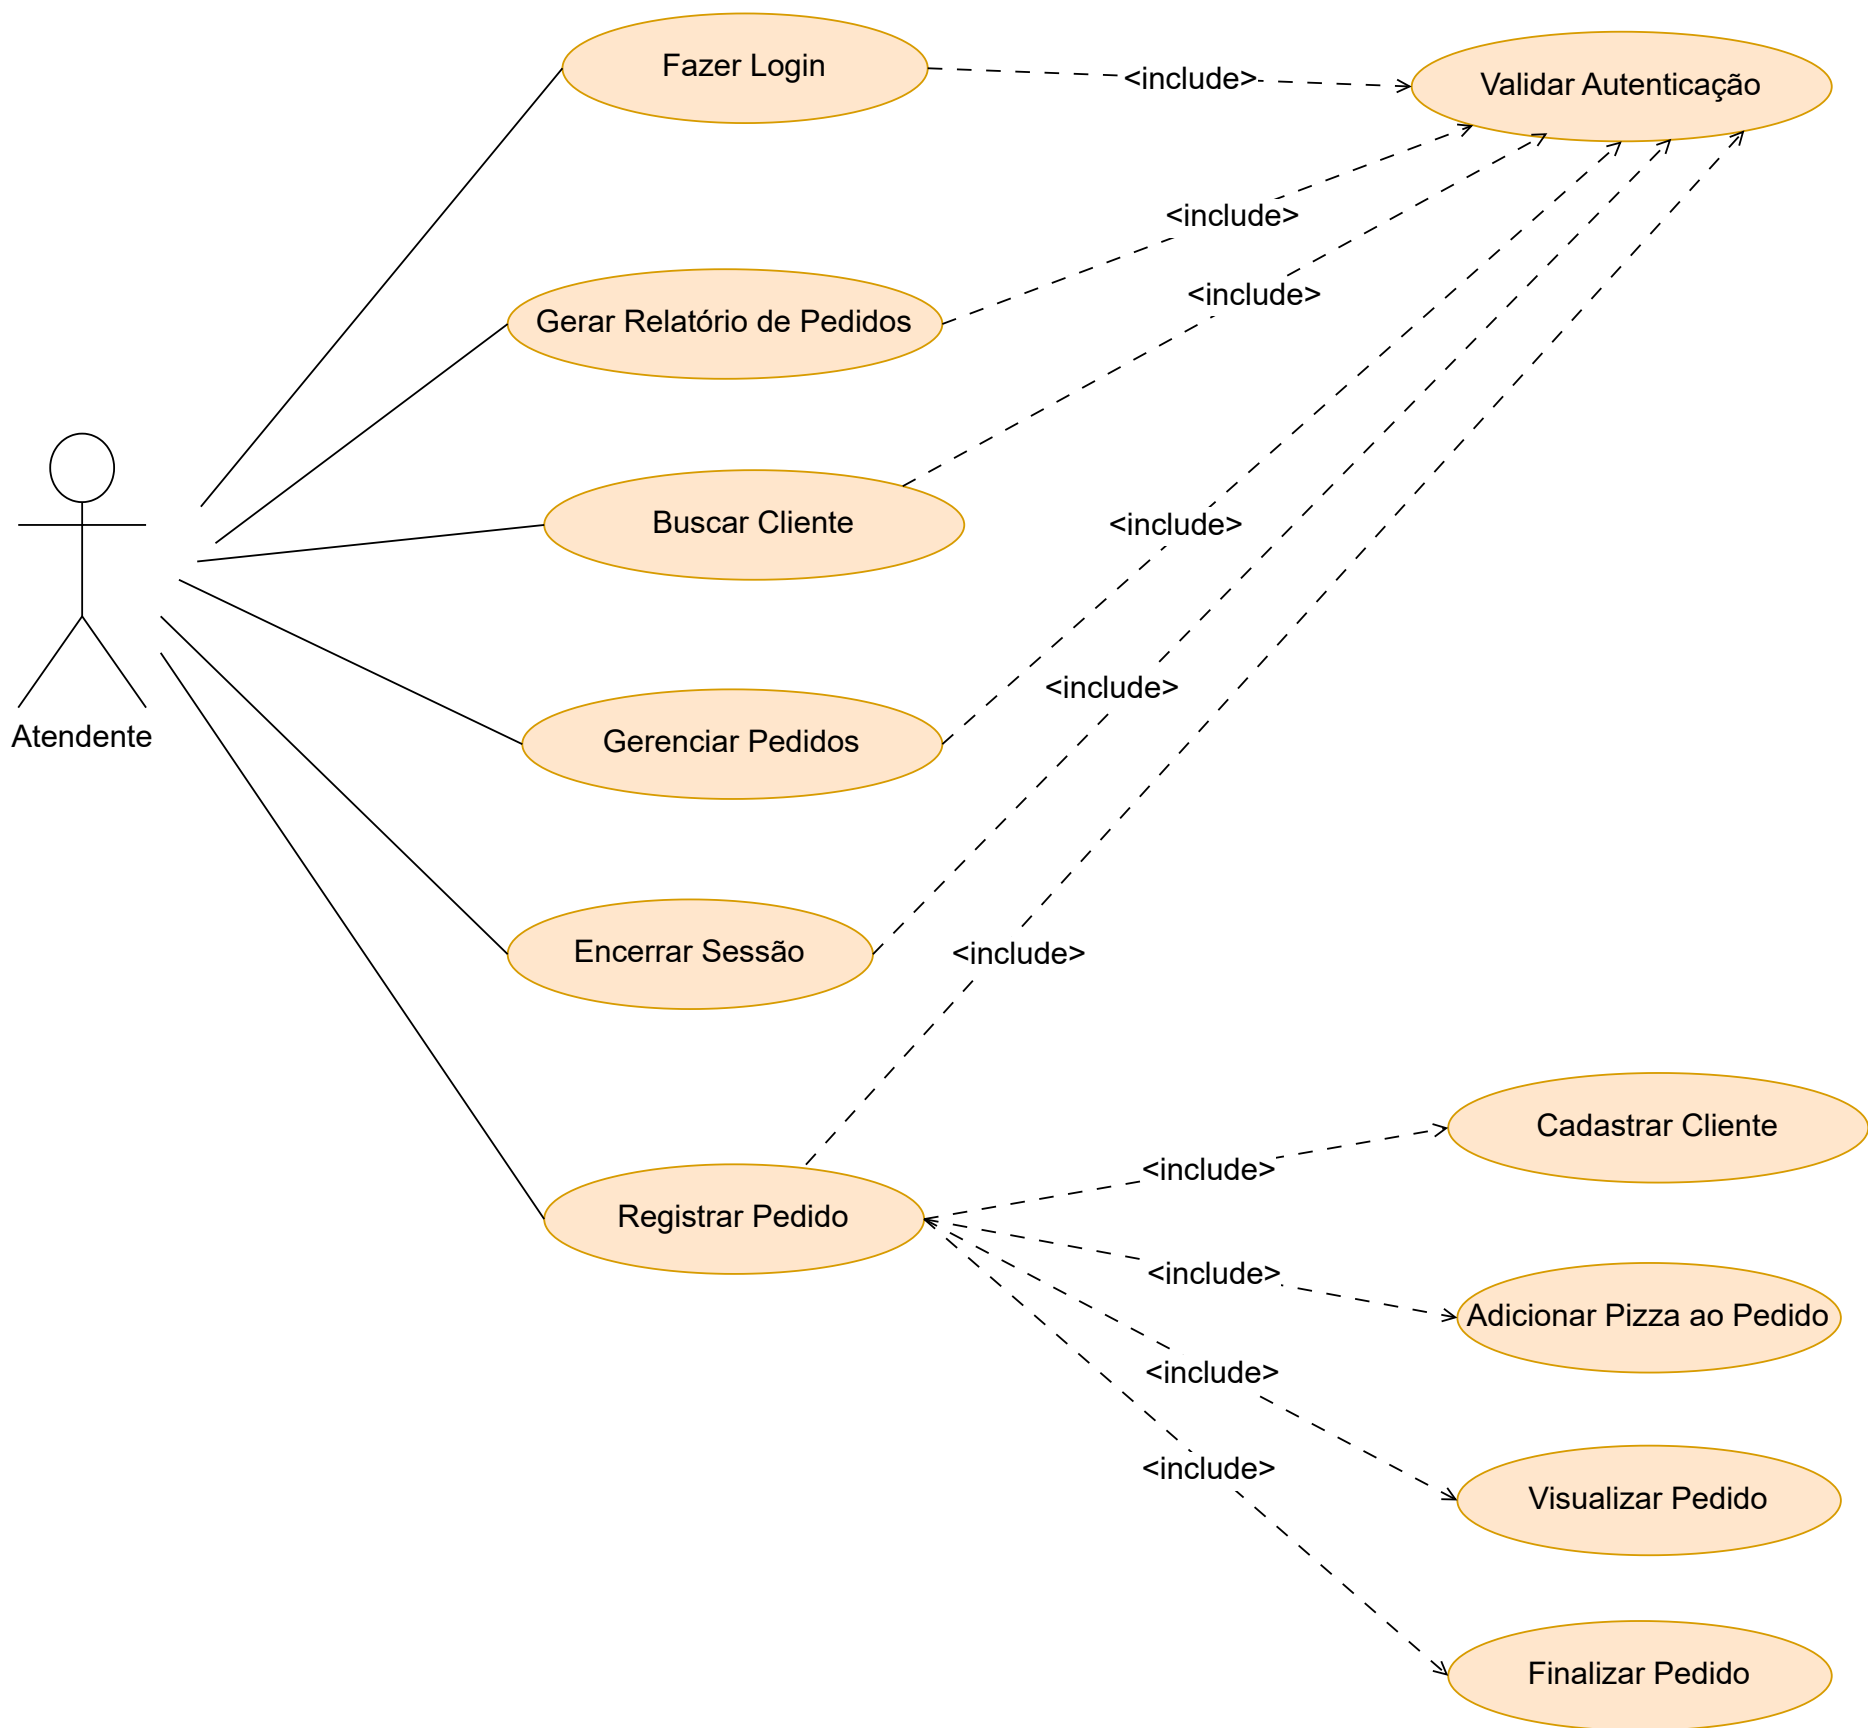 Fazer Login
<include>
Validar Autenticação
<include>
Gerar Relatório de Pedidos
<include>
Buscar Cliente
<include>
Atendente
Gerenciar Pedidos
<include>
Encerrar Sessão
<include>
Registrar Pedido
Cadastrar Cliente
<include>
<include>
Adicionar Pizza ao Pedido
<include>
Visualizar Pedido
<include>
Finalizar Pedido